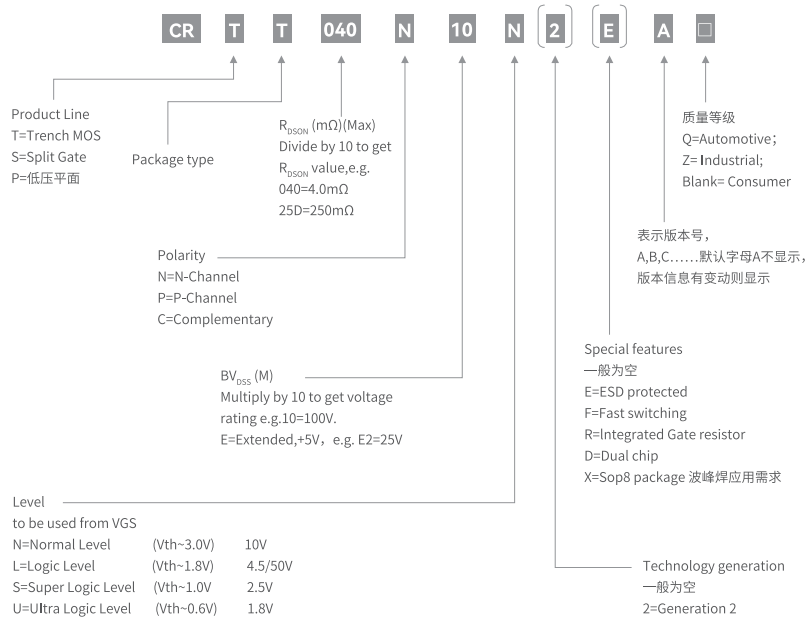 CR T T 040 N 10 N 2 E A □
Product Line
T=Trench MOS
S=Split Gate
P=低压平面
Package type
R_DSON (mΩ)(Max)
Divide by 10 to get
R_DSON value,e.g.
040=4.0mΩ
25D=250mΩ
质量等级
Q=Automotive；
Z= Industrial;
Blank= Consumer
表示版本号，
A,B,C……默认字母A不显示，
版本信息有变动则显示
Polarity
N=N-Channel
P=P-Channel
C=Complementary
BV_DSS (M)
Multiply by 10 to get voltage
rating e.g.10=100V.
E=Extended,+5V，e.g. E2=25V
Special features
一般为空
E=ESD protected
F=Fast switching
R=Integrated Gate resistor
D=Dual chip
X=Sop8 package 波峰焊应用需求
Level
to be used from VGS
N=Normal Level (Vth~3.0V) 10V
L=Logic Level (Vth~1.8V) 4.5/50V
S=Super Logic Level (Vth~1.0V 2.5V
U=Ultra Logic Level (Vth~0.6V) 1.8V
Technology generation
一般为空
2=Generation 2